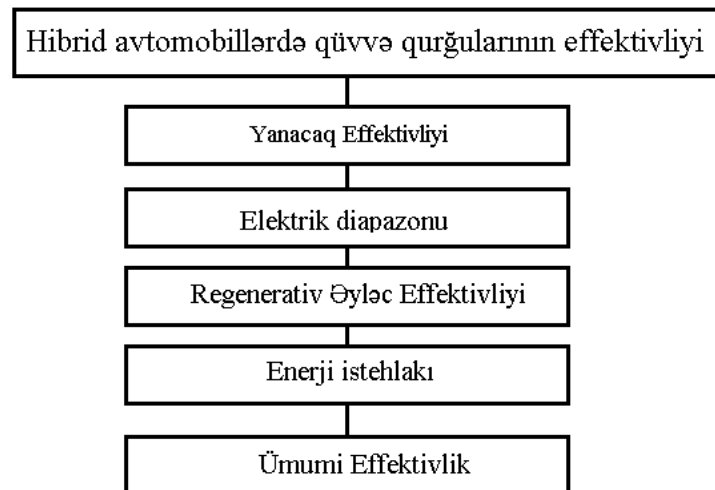 Hibrid avtomobillərdə qüvvə qurğularının effektivliyi
Yanacaq Effektivliyi
Elektrik diapazonu
Regenerativ Əyləc Effektivliyi
Enerji istehlakı
Ümumi Effektivlik